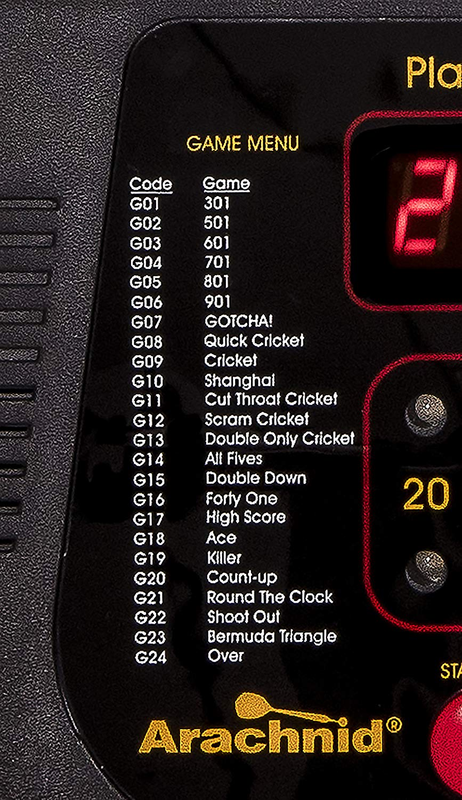 Pla
GAME MENU
Code Game
G01 301
G02 501
G03 601
G04 701
G05 801
G06 901
G07 GOTCHA!
G08 Quick Cricket
G09 Cricket
G10 Shanghai
G11 Cut Throat Cricket
G12 Scram Cricket
G13 Double Only Cricket
G14 All Fives
G15 Double Down
G16 Forty One
G17 High Score
G18 Ace
G19 Killer
G20 Count-up
G21 Round The Clock
G22 Shoot Out
G23 Bermuda Triangle
G24 Over
2
20
STA
Arachnid®